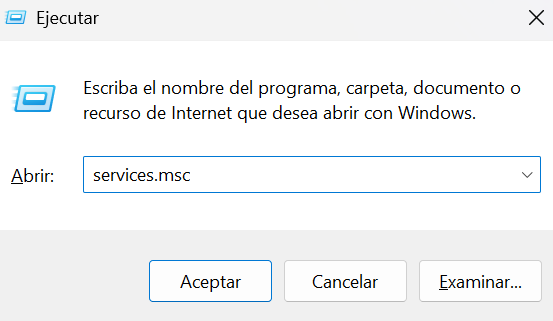 Ejecutar
Escriba el nombre del programa, carpeta, documento o
recurso de Internet que desea abrir con Windows.
Abrir: services.msc
Aceptar Cancelar Examinar...